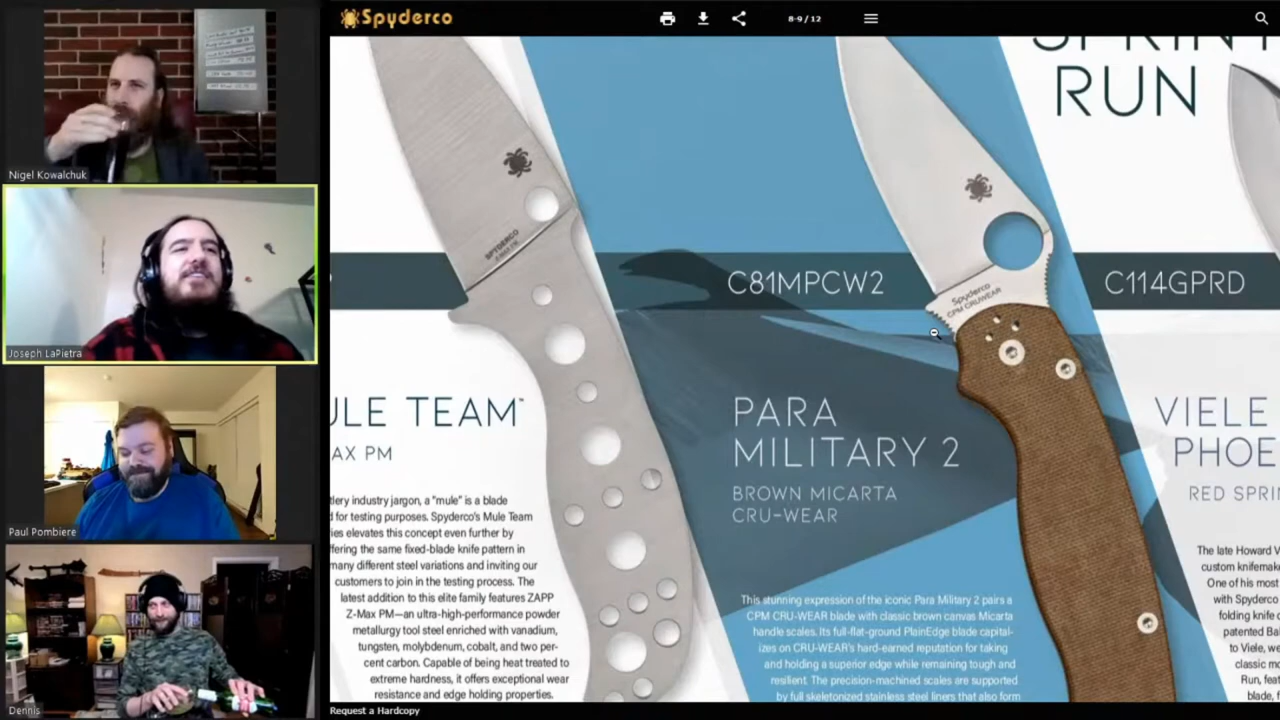 Spyderco
8-9 / 12
SPRINT
RUN
Nigel Kowalchuk
SPYDERCO
Spyderco
CPM CRUWEAR
C81MPCW2
C114GPRD
Joseph LaPietra
ULE TEAM™
AX PM
PARA
MILITARY 2
BROWN MICARTA
CRU-WEAR
VIELE
PHOE
RED SPRI
Paul Pombiere
tlery industry jargon, a "mule" is a blade
d for testing purposes. Spyderco's Mule Team
ies elevates this concept even further by
ffering the same fixed-blade knife pattern in
many different steel variations and inviting our
customers to join in the testing process. The
latest addition to this elite family features ZAPP
Z-Max PM—an ultra-high-performance powder
metallurgy tool steel enriched with vanadium,
tungsten, molybdenum, cobalt, and two per-
cent carbon. Capable of being heat treated to
extreme hardness, it offers exceptional wear
resistance and edge holding properties.
This stunning expression of the iconic Para Military 2 pairs a
CPM CRU-WEAR blade with classic brown canvas Micarta
handle scales. Its full-flat-ground PlainEdge blade capital-
izes on CRU-WEAR's hard-earned reputation for taking
and holding a superior edge while remaining tough and
resilient. The precision-machined scales are supported
by full skeletonized stainless steel liners that also form
The late Howard V
custom knifemake
One of his most
with Spyderco
folding knife
patented Ba
to Viele, we
classic mo
Run, feat
blade, f
Dennis
Request a Hardcopy